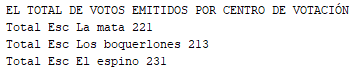 EL TOTAL DE VOTOS EMITIDOS POR CENTRO DE VOTACIÓN
Total Esc La mata 221
Total Esc Los boquerlones 213
Total Esc El espino 231